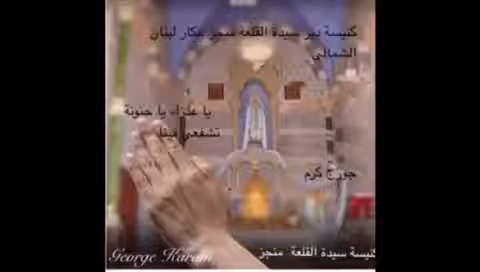 كنيسة دير سيدة القلعة منجز عكار لبنان
الشمالي
يا عذراء يا حنونة
تشفعي فينا
جورج كرم
George Karam
كنيسة سيدة القلعة منجز